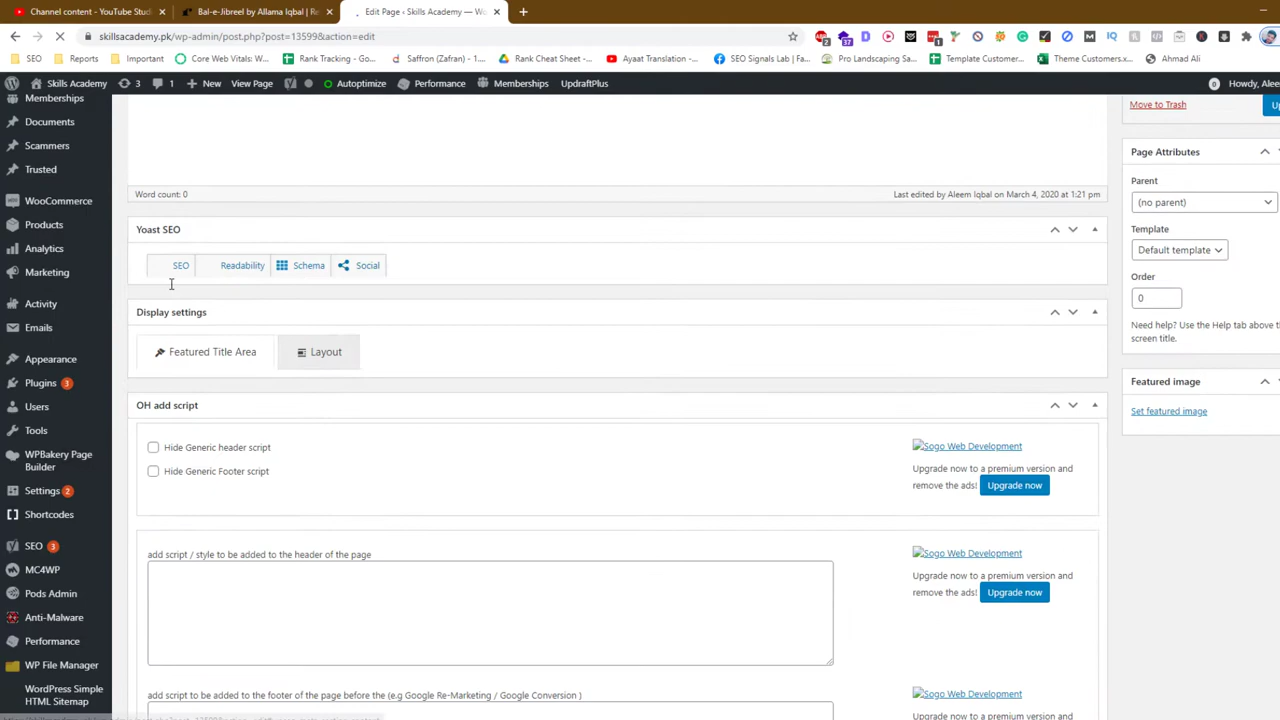 Channel content - YouTube Studi
Bal-e-Jibreel by Allama Iqbal | R
Edit Page ‹ Skills Academy — Wo
skillsacademy.pk/wp-admin/post.php?post=13599&action=edit
SEO
Reports
Important
Core Web Vitals: W...
Rank Tracking - Go...
Saffron (Zafran) - 1...
Rank Cheat Sheet -...
Ayaat Translation -...
SEO Signals Lab | Fa...
Pro Landscaping Sa...
Template Customer...
Theme Customers.x...
Ahmad Ali
Skills Academy
3
1
New
View Page
Autoptimize
Performance
Memberships
UpdraftPlus
0
Howdy, Alee
Memberships
Documents
Scammers
Trusted
WooCommerce
Products
Analytics
Marketing
Activity
Emails
Appearance
Plugins 3
Users
Tools
WPBakery Page
Builder
Settings 2
Shortcodes
SEO 3
MC4WP
Pods Admin
Anti-Malware
Performance
WP File Manager
WordPress Simple
HTML Sitemap
Word count: 0
Last edited by Aleem Iqbal on March 4, 2020 at 1:21 pm
Yoast SEO
SEO
Readability
Schema
Social
Display settings
Featured Title Area
Layout
OH add script
Hide Generic header script
Hide Generic Footer script
Sogo Web Development
Upgrade now to a premium version and
remove the ads! Upgrade now
add script / style to be added to the header of the page
Sogo Web Development
Upgrade now to a premium version and
remove the ads! Upgrade now
add script to be added to the footer of the page before the (e.g Google Re-Marketing / Google Conversion )
Sogo Web Development
Upgrade now to a premium version and
Move to Trash
Up
Page Attributes
Parent
(no parent)
Template
Default template
Order
0
Need help? Use the Help tab above t
screen title.
Featured image
Set featured image